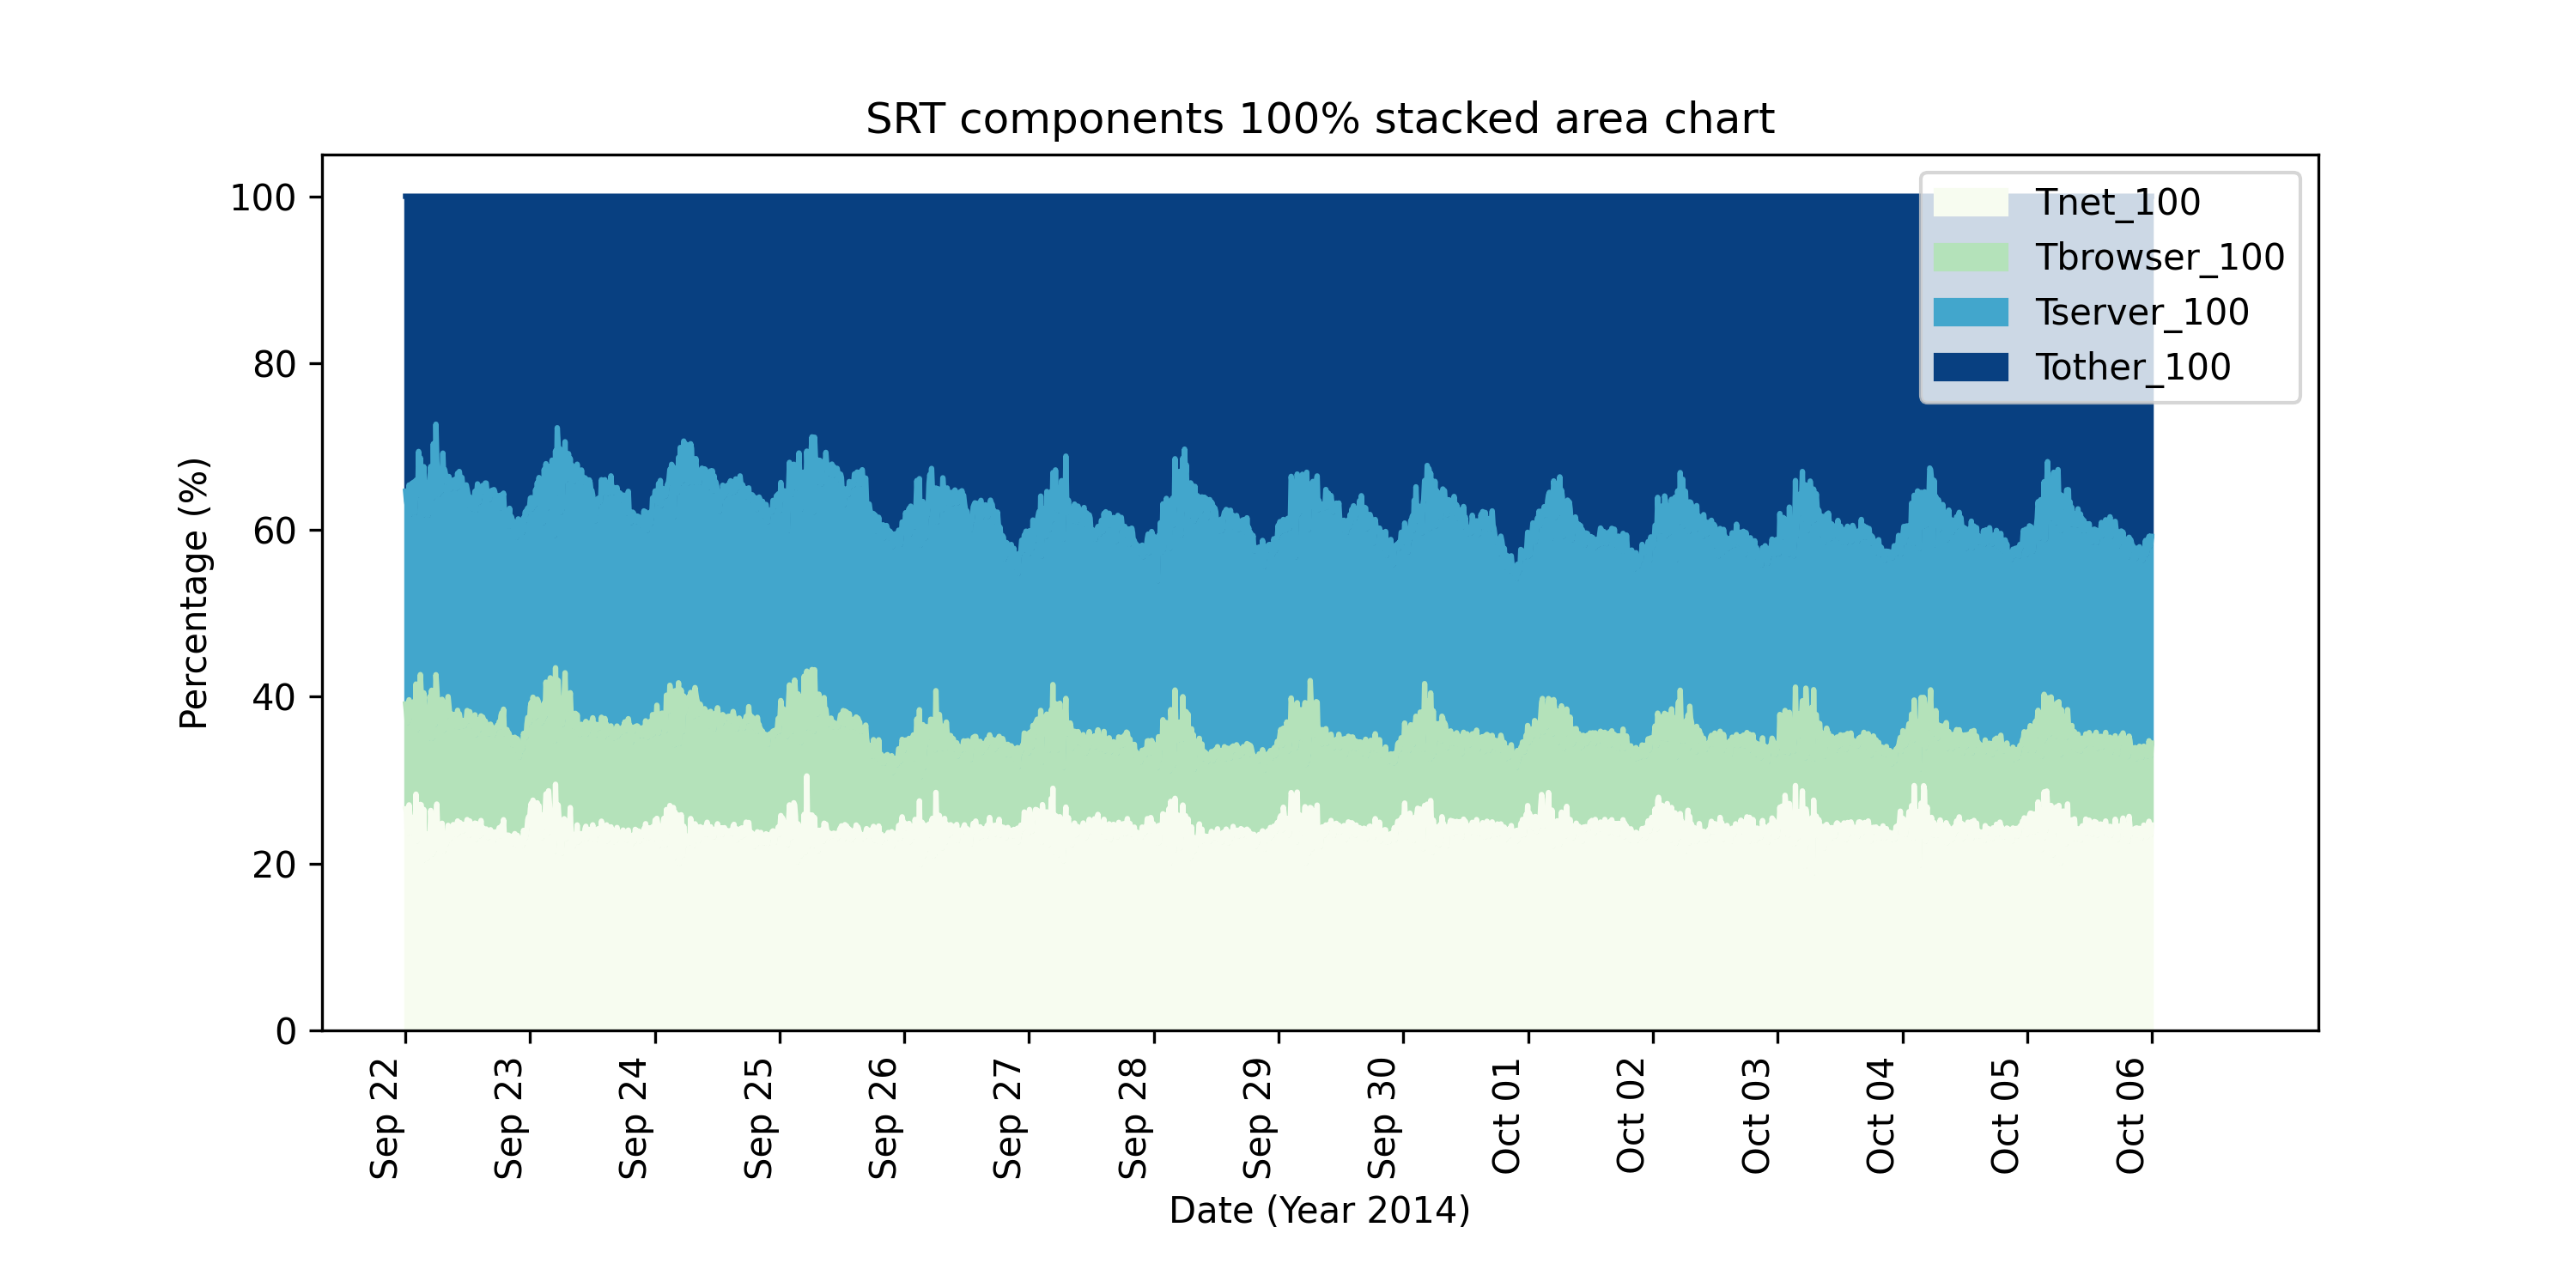 SRT components 100% stacked area chart
Tnet_100
Tbrowser_100
Tserver_100
Tother_100
Percentage (%)
100
80
60
40
20
0
Sep 22
Sep 23
Sep 24
Sep 25
Sep 26
Sep 27
Sep 28
Sep 29
Sep 30
Oct 01
Oct 02
Oct 03
Oct 04
Oct 05
Oct 06
Date (Year 2014)